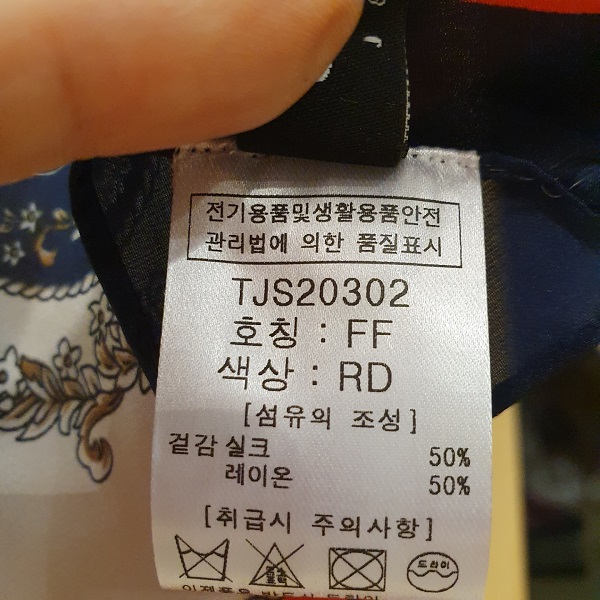 전기용품및생활용품안전
관리법에 의한 품질표시
TJS20302
호칭 : FF
색상 : RD
[섬유의 조성]
겉감 실크 50%
레이온 50%
[취급시 주의사항]
드라이